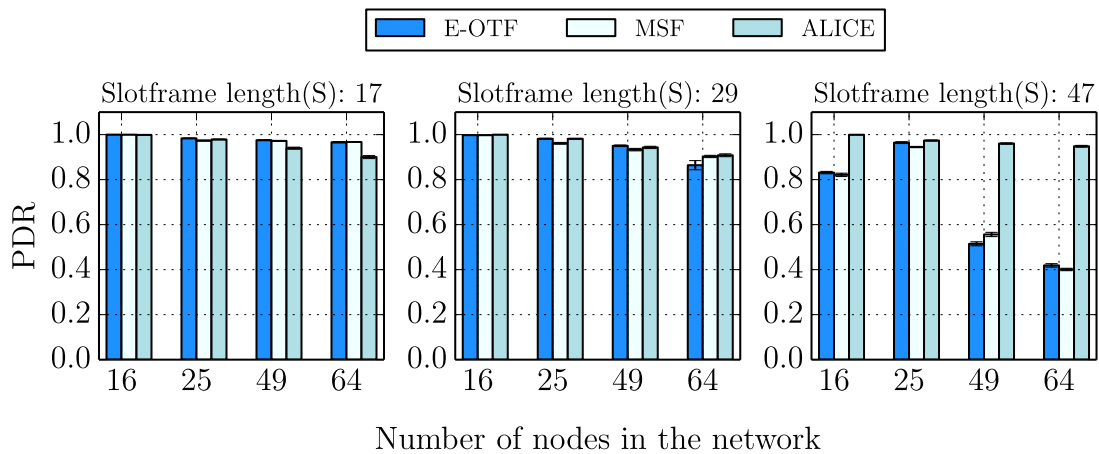 E-OTF MSF ALICE
Slotframe length(S): 17 Slotframe length(S): 29 Slotframe length(S): 47
PDR
1.0 1.0 1.0
0.8 0.8 0.8
0.6 0.6 0.6
0.4 0.4 0.4
0.2 0.2 0.2
0.0 0.0 0.0
16 25 49 64 16 25 49 64 16 25 49 64
Number of nodes in the network